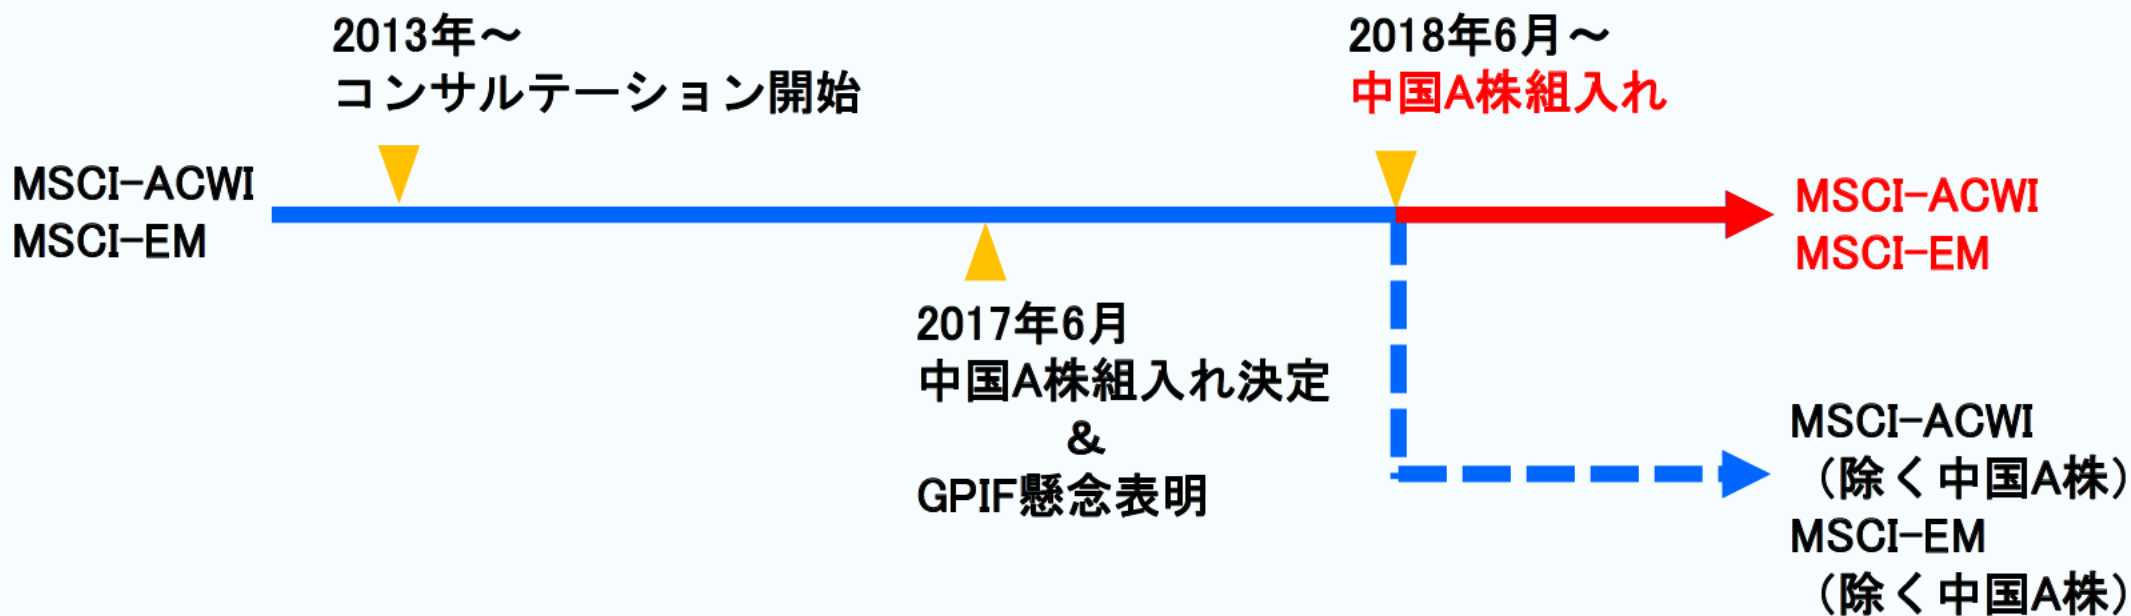 2013年～
コンサルテーション開始
2018年6月～
中国A株組入れ
MSCI-ACWI
MSCI-EM
MSCI-ACWI
MSCI-EM
2017年6月
中国A株組入れ決定
&
GPIF懸念表明
MSCI-ACWI
（除く中国A株）
MSCI-EM
（除く中国A株）